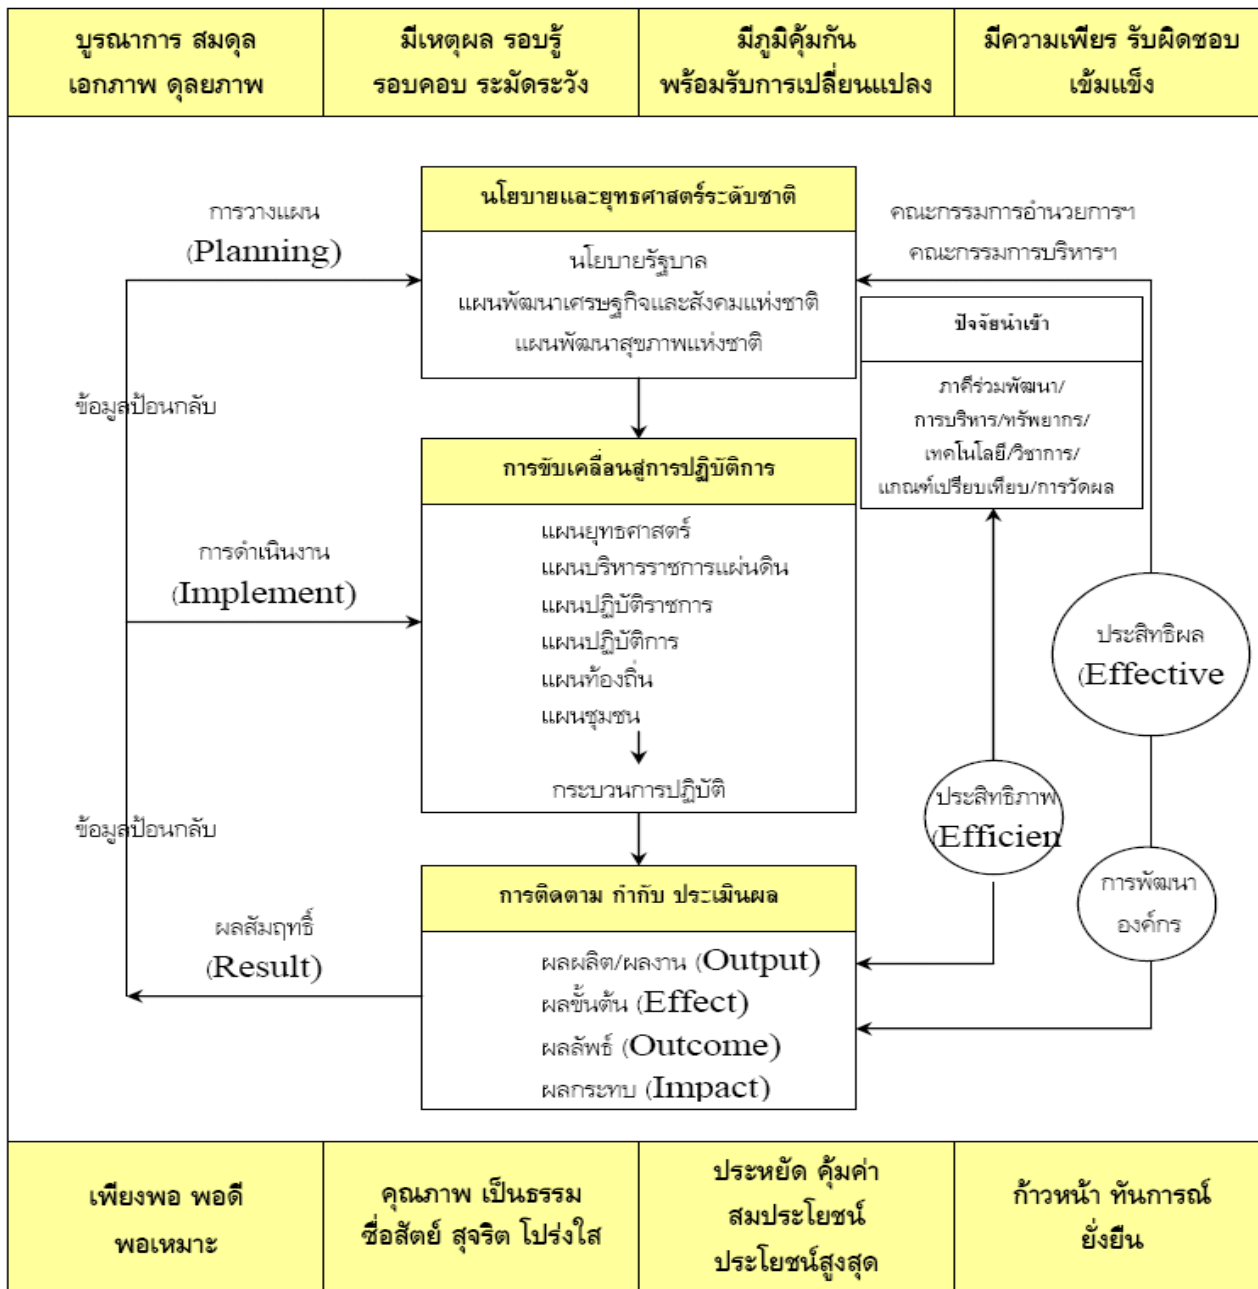 บูรณาการ สมดุล
เอกภาพ ดุลยภาพ
มีเหตุผล รอบรู้
รอบคอบ ระมัดระวัง
มีภูมิคุ้มกัน
พร้อมรับการเปลี่ยนแปลง
มีความเพียร รับผิดชอบ
เข้มแข็ง
การวางแผน
(Planning)
นโยบายและยุทธศาสตร์ระดับชาติ
นโยบายรัฐบาล
แผนพัฒนาเศรษฐกิจและสังคมแห่งชาติ
แผนพัฒนาสุขภาพแห่งชาติ
คณะกรรมการอำนวยการฯ
คณะกรรมการบริหารฯ
ปัจจัยนำเข้า
ภาคีร่วมพัฒนา/
การบริหาร/ทรัพยากร/
เทคโนโลยี/วิชาการ/
แกณฑ์เปรียบเทียบ/การวัดผล
ข้อมูลป้อนกลับ
การขับเคลื่อนสู่การปฏิบัติการ
แผนยุทธศาสตร์
แผนบริหารราชการแผ่นดิน
แผนปฏิบัติราชการ
แผนปฏิบัติการ
แผนท้องถิ่น
แผนชุมชน
กระบวนการปฏิบัติ
การดำเนินงาน
(Implement)
ประสิทธิผล
(Effective
ประสิทธิภาพ
(Efficien
ข้อมูลป้อนกลับ
การพัฒนา
องค์กร
การติดตาม กำกับ ประเมินผล
ผลผลิต/ผลงาน (Output)
ผลขั้นต้น (Effect)
ผลลัพธ์ (Outcome)
ผลกระทบ (Impact)
ผลสัมฤทธิ์
(Result)
เพียงพอ พอดี
พอเหมาะ
คุณภาพ เป็นธรรม
ซื่อสัตย์ สุจริต โปร่งใส
ประหยัด คุ้มค่า
สมประโยชน์
ประโยชน์สูงสุด
ก้าวหน้า ทันการณ์
ยั่งยืน